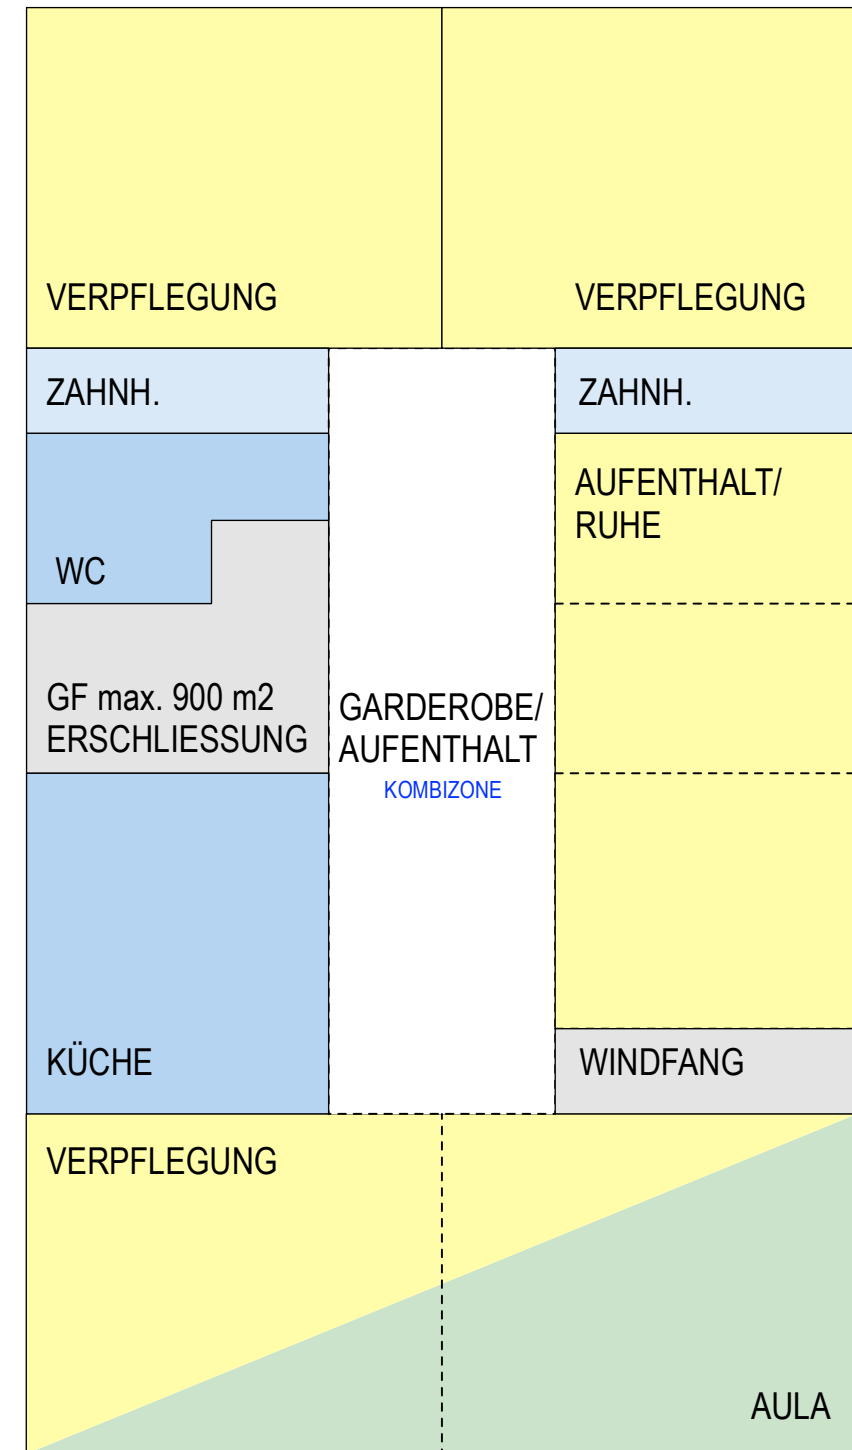 VERPFLEGUNG
VERPFLEGUNG
ZAHNH.
ZAHNH.
AUFENTHALT/
RUHE
WC
GF max. 900 m2
ERSCHLIESSUNG
GARDEROBE/
AUFENTHALT
KOMBIZONE
KÜCHE
WINDFANG
VERPFLEGUNG
AULA